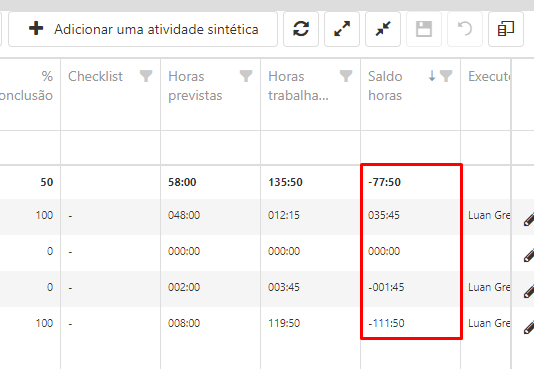 Adicionar uma atividade sintética
% Checklist Horas Horas Saldo Execut
onclusão previstas trabalha... horas
50 58:00 135:50 -77:50
100 - 048:00 012:15 035:45 Luan Gre
0 - 000:00 000:00 000:00
0 - 002:00 003:45 -001:45 Luan Gre
100 - 008:00 119:50 -111:50 Luan Gre